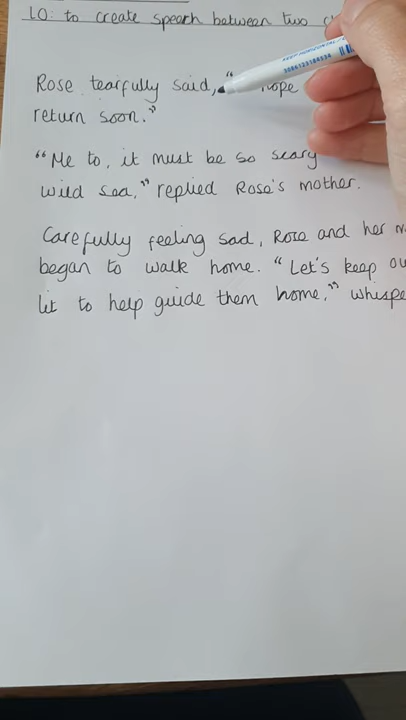 LO: to create speech between two
Rose tearfully said, " hope
return soon."
"Me to, it must be so scary
wild sea," replied Rose's mother.
Carefully feeling sad, Rose and her
began to walk home. "Let's keep
lit to help guide them home,"